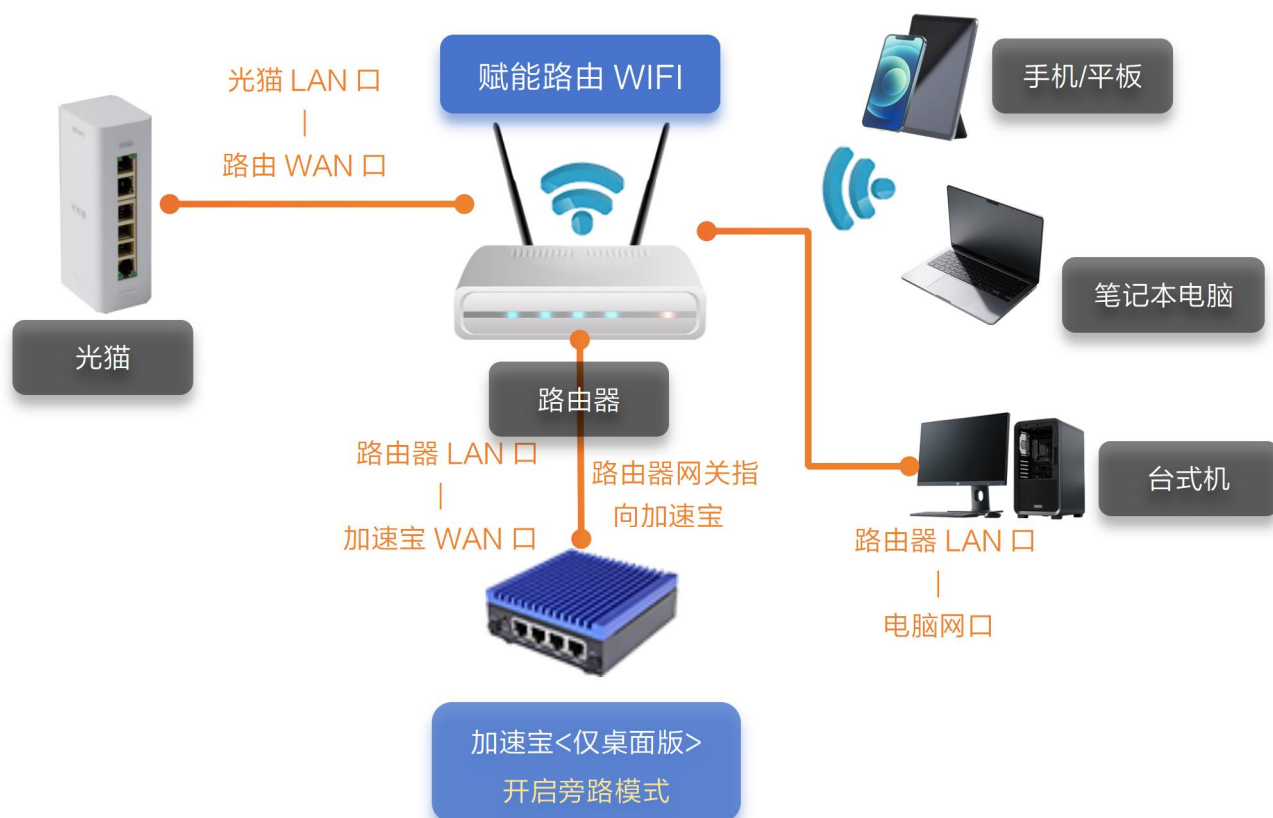 光猫 LAN 口
|
路由 WAN 口
赋能路由 WIFI
手机/平板
笔记本电脑
光猫
路由器
路由器 LAN 口
|
加速宝 WAN 口
路由器网关指
向加速宝
台式机
路由器 LAN 口
|
电脑网口
加速宝<仅桌面版>
开启旁路模式